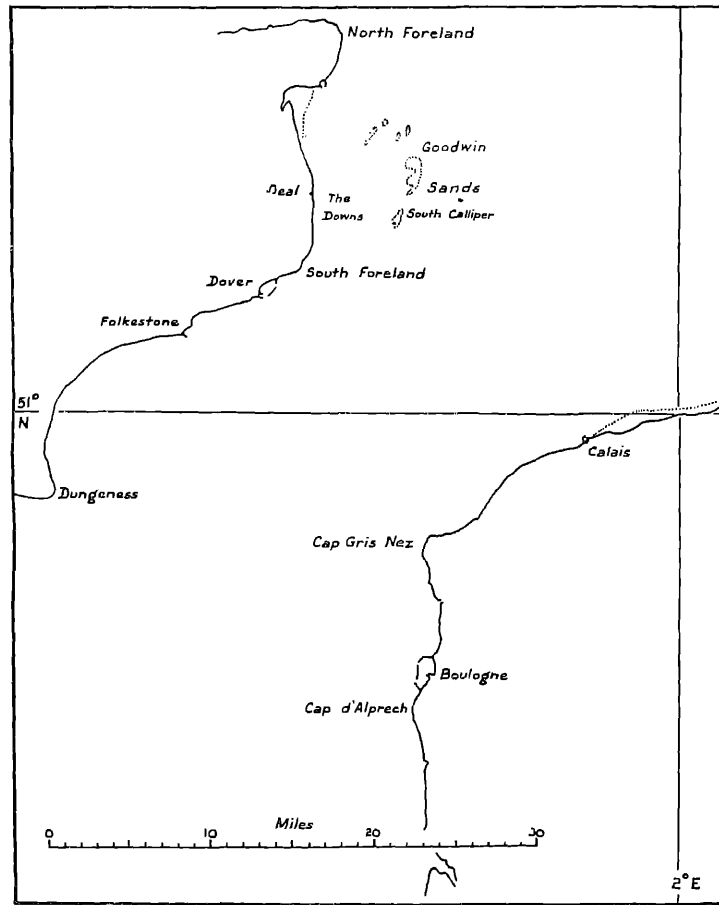 North Foreland
Goodwin
Deal
The
Downs
Sands
South Calliper
South Foreland
Dover
Folkestone
51°
N
Calais
Dungeness
Cap Gris Nez
Boulogne
Cap d'Alprech
Miles
0 10 20 30
2°E